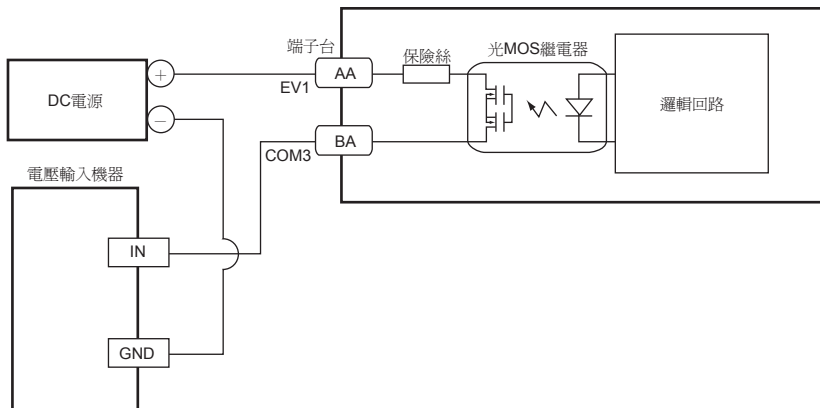 端子台
保險絲
光MOS繼電器
DC電源
+
AA
EV1
邏輯回路
−
BA
COM3
電壓輸入機器
IN
GND